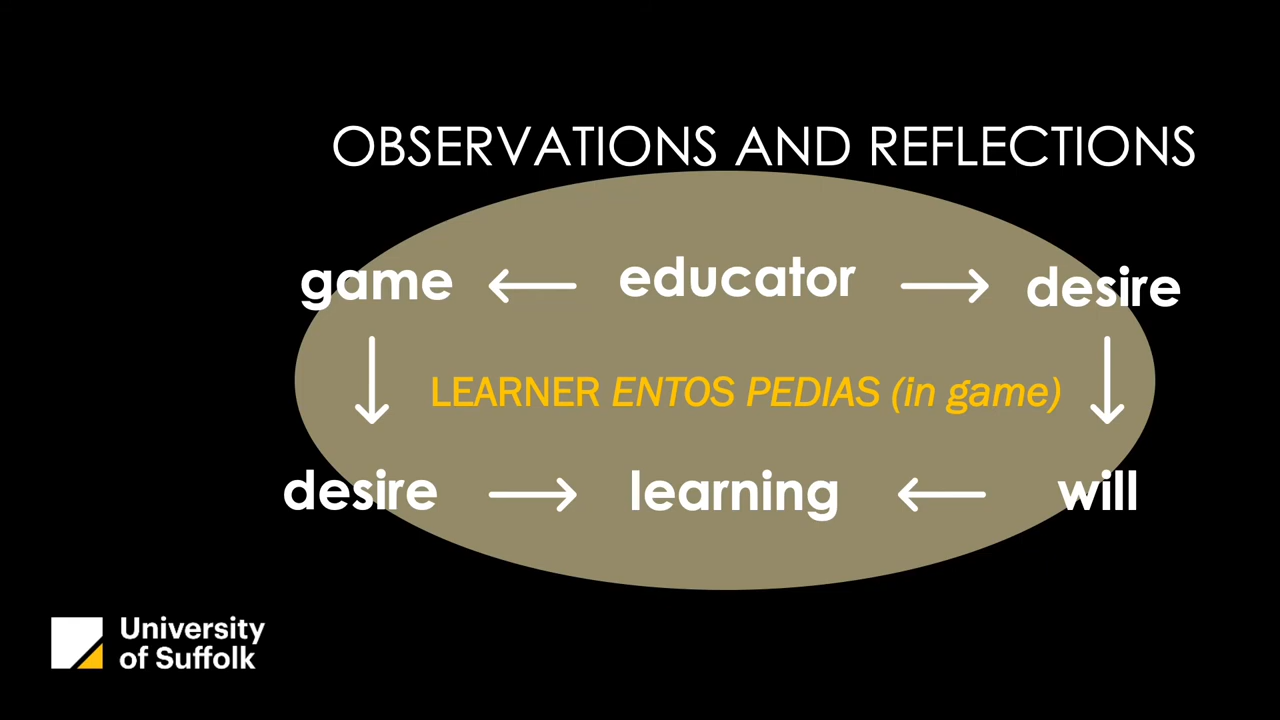 OBSERVATIONS AND REFLECTIONS
game ← educator → desire
LEARNER ENTOS PEDIAS (in game)
desire → learning ← will
University
of Suffolk